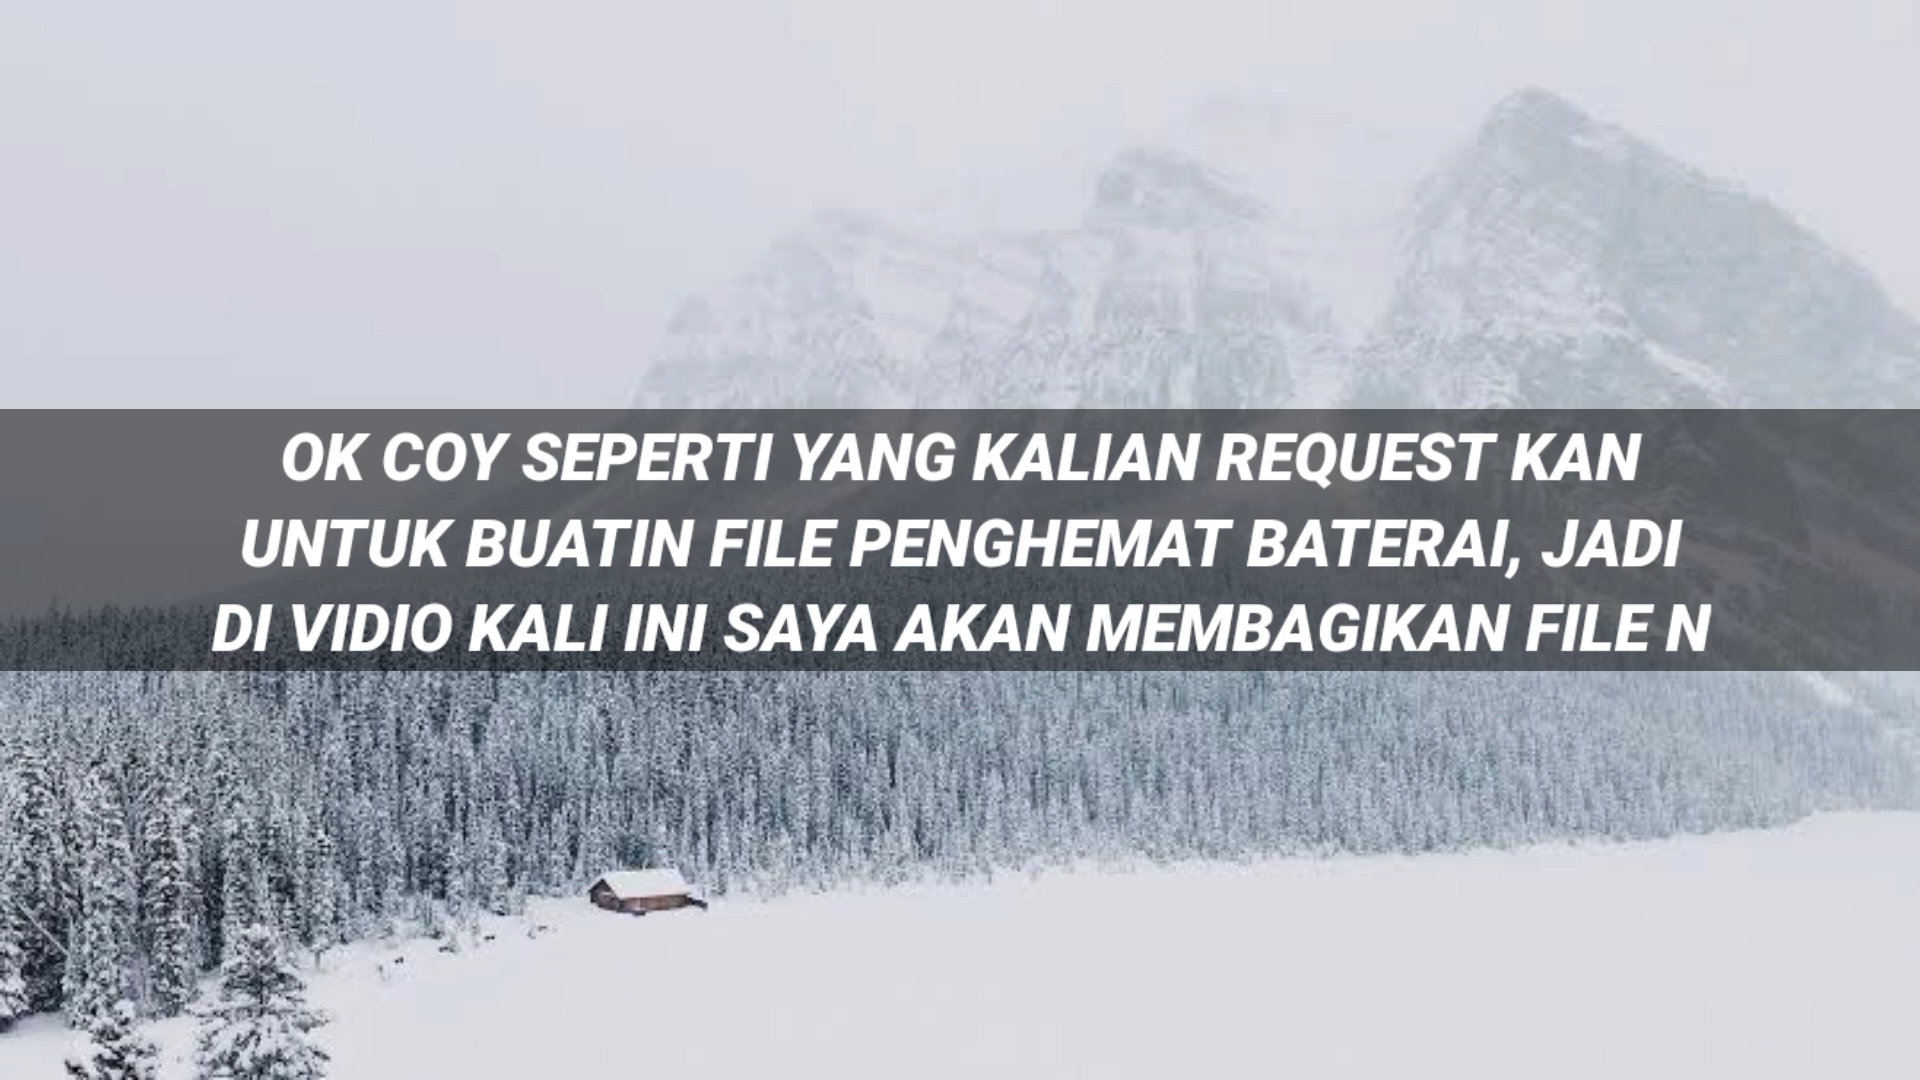 OK COY SEPERTI YANG KALIAN REQUEST KAN
UNTUK BUATIN FILE PENGHEMAT BATERAI, JADI
DI VIDIO KALI INI SAYA AKAN MEMBAGIKAN FILE N